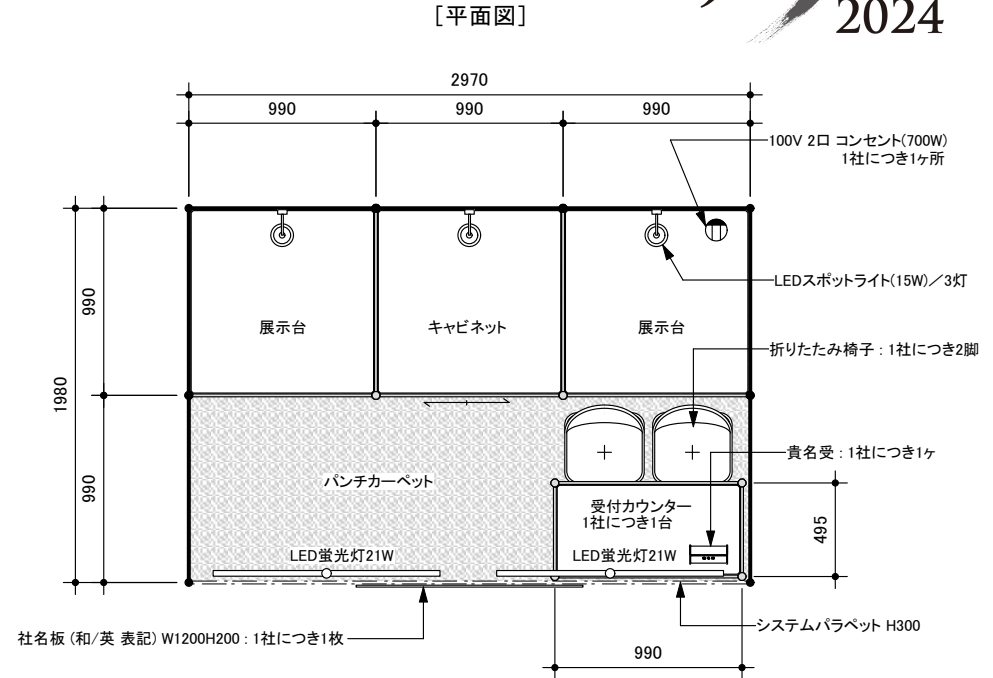 [平面図]
2024
2970
990
990
990
100V 2口 コンセント(700W)
1社につき1ヶ所
LEDスポットライト(15W)／3灯
990
展示台
キャビネット
展示台
折りたたみ椅子 : 1社につき2脚
1980
貴名受 : 1社につき1ヶ
990
パンチカーペット
受付カウンター
1社につき1台
495
LED蛍光灯21W
LED蛍光灯21W
社名板 (和/英 表記) W1200H200 : 1社につき1枚
システムパラペット H300
990